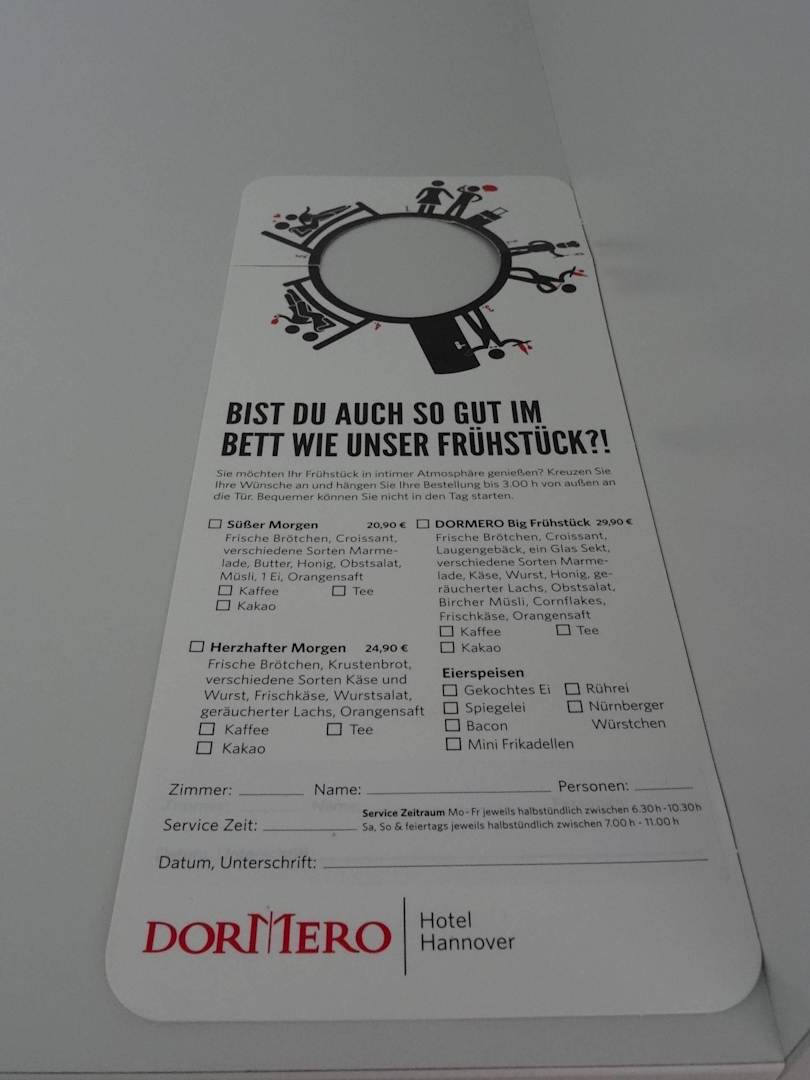 BIST DU AUCH SO GUT IM
BETT WIE UNSER FRÜHSTÜCK?!
Sie möchten Ihr Frühstück in intimer Atmosphäre genießen? Kreuzen Sie
Ihre Wünsche an und hängen Sie Ihre Bestellung bis 3.00 h von außen an
die Tür. Bequemer können Sie nicht in den Tag starten.
Süßer Morgen 20,90 €
Frische Brötchen, Croissant,
verschiedene Sorten Marme-
lade, Butter, Honig, Obstsalat,
Müsli, 1 Ei, Orangensaft
Kaffee Tee
Kakao
Herzhafter Morgen 24,90 €
Frische Brötchen, Krustenbrot,
verschiedene Sorten Käse und
Wurst, Frischkäse, Wurstsalat,
geräucherter Lachs, Orangensaft
Kaffee Tee
Kakao
DORMERO Big Frühstück 29,90 €
Frische Brötchen, Croissant,
Laugengebäck, ein Glas Sekt,
verschiedene Sorten Marme-
lade, Käse, Wurst, Honig, ge-
räucherter Lachs, Obstsalat,
Bircher Müsli, Cornflakes,
Frischkäse, Orangensaft
Kaffee Tee
Kakao
Eierspeisen
Gekochtes Ei Rührei
Spiegelei Nürnberger
Bacon Würstchen
Mini Frikadellen
Zimmer: Name: Personen:
Service Zeit:
Service Zeitraum Mo - Fr jeweils halbstündlich zwischen 6.30 h - 10.30 h
Sa, So & feiertags jeweils halbstündlich zwischen 7.00 h - 11.00 h
Datum, Unterschrift:
DORMERO
Hotel
Hannover